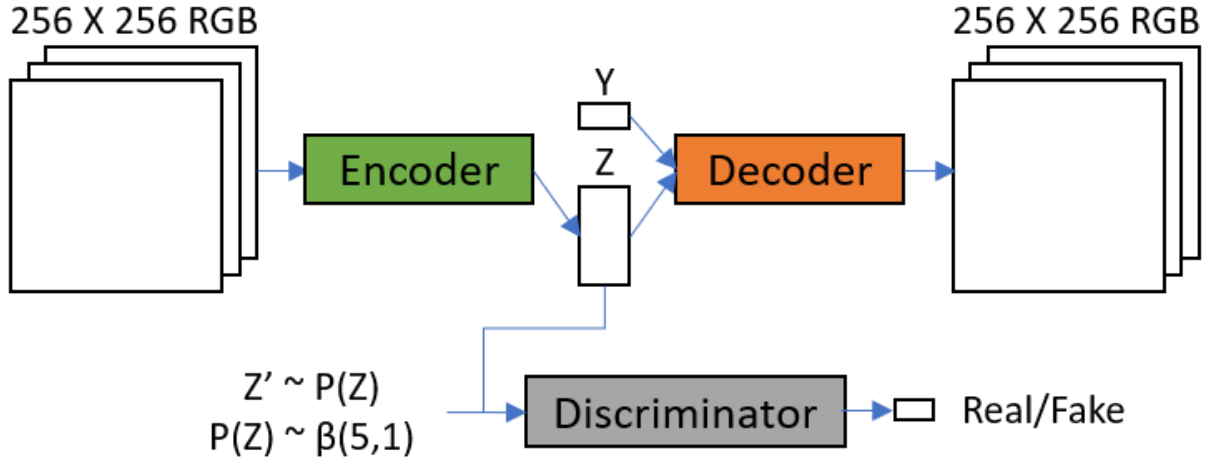 256 X 256 RGB
256 X 256 RGB
Y
Encoder
Z
Decoder
Z’ ~ P(Z)
P(Z) ~ β(5,1)
Discriminator
Real/Fake